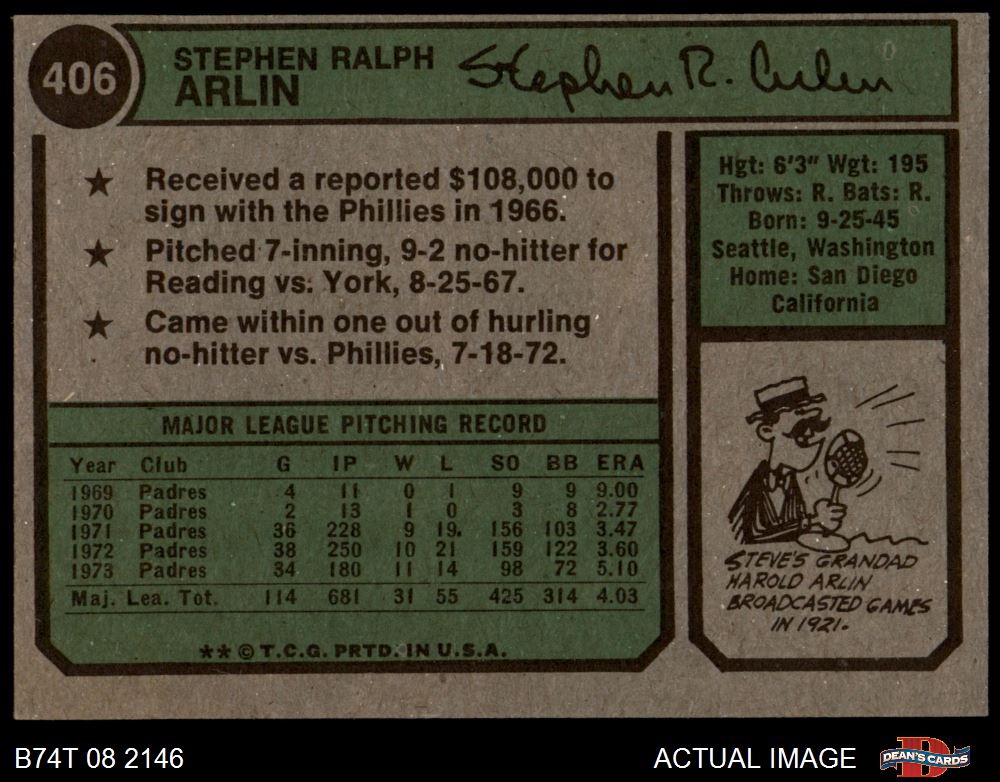 406
STEPHEN RALPH
ARLIN
Stephen R. Arlin
★ Received a reported $108,000 to
sign with the Phillies in 1966.
★ Pitched 7-inning, 9-2 no-hitter for
Reading vs. York, 8-25-67.
★ Came within one out of hurling
no-hitter vs. Phillies, 7-18-72.
MAJOR LEAGUE PITCHING RECORD
Year Club G IP W L SO BB ERA
1969 Padres 4 11 0 1 9 9 9.00
1970 Padres 2 13 1 0 3 8 2.77
1971 Padres 36 228 9 19. 156 103 3.47
1972 Padres 38 250 10 21 159 122 3.60
1973 Padres 34 180 11 14 98 72 5.10
Maj. Lea. Tot. 114 681 31 55 425 314 4.03
** © T.C.G. PRTD. IN U.S.A.
Hgt: 6'3" Wgt: 195
Throws: R. Bats: R.
Born: 9-25-45
Seattle, Washington
Home: San Diego
California
STEVE'S GRANDAD
HAROLD ARLIN
BROADCASTED GAMES
IN 1921.
B74T 08 2146
ACTUAL IMAGE
DEAN'S CARDS